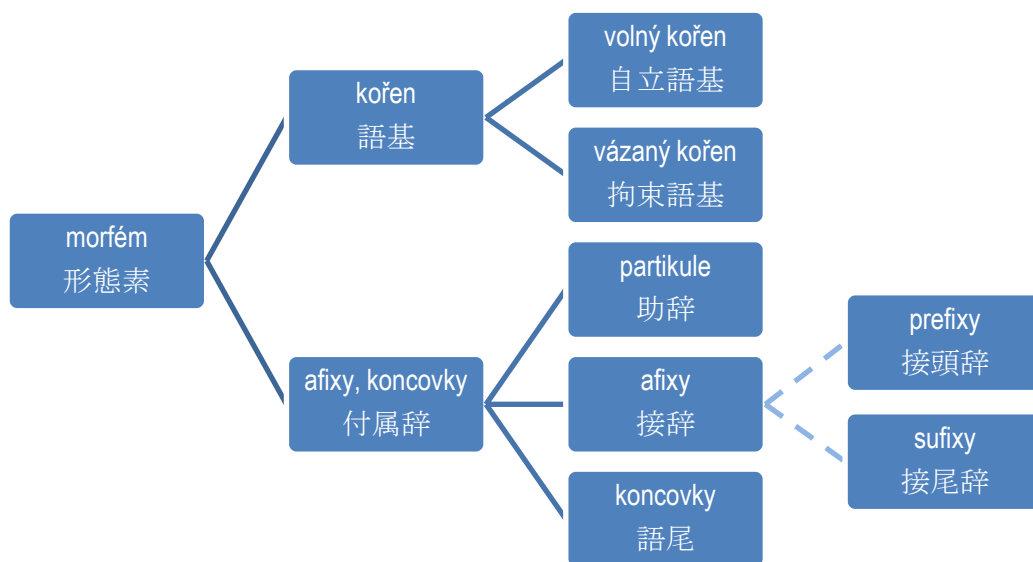 morfém
形態素
kořen
語基
volný kořen
自立語基
vázaný kořen
拘束語基
afixy, koncovky
付属辞
partikule
助辞
afixy
接辞
prefixy
接頭辞
sufixy
接尾辞
koncovky
語尾